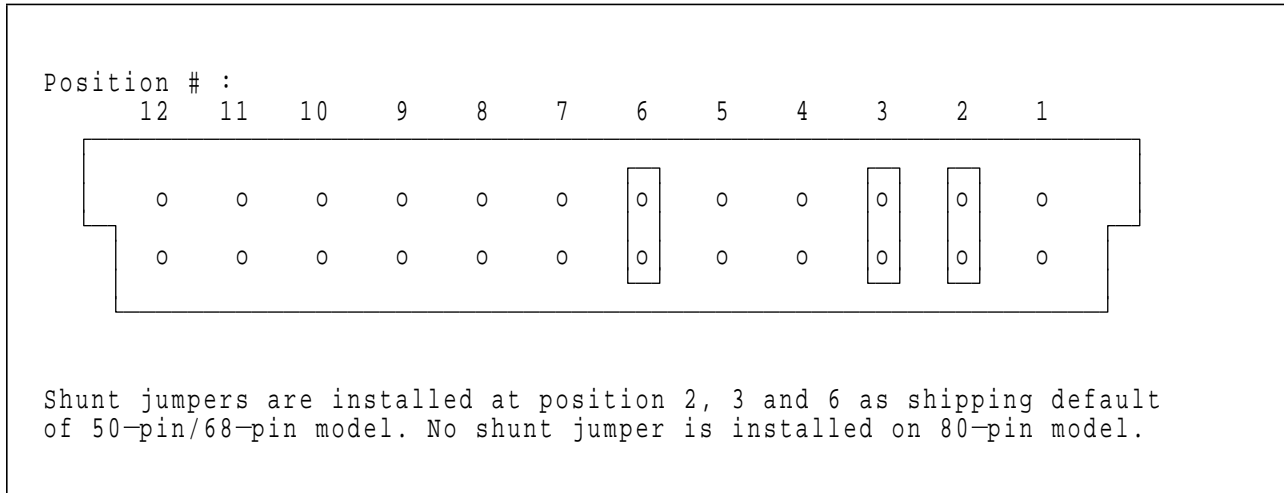 Position # :
12 11 10 9 8 7 6 5 4 3 2 1
Shunt jumpers are installed at position 2, 3 and 6 as shipping default
of 50-pin/68-pin model. No shunt jumper is installed on 80-pin model.